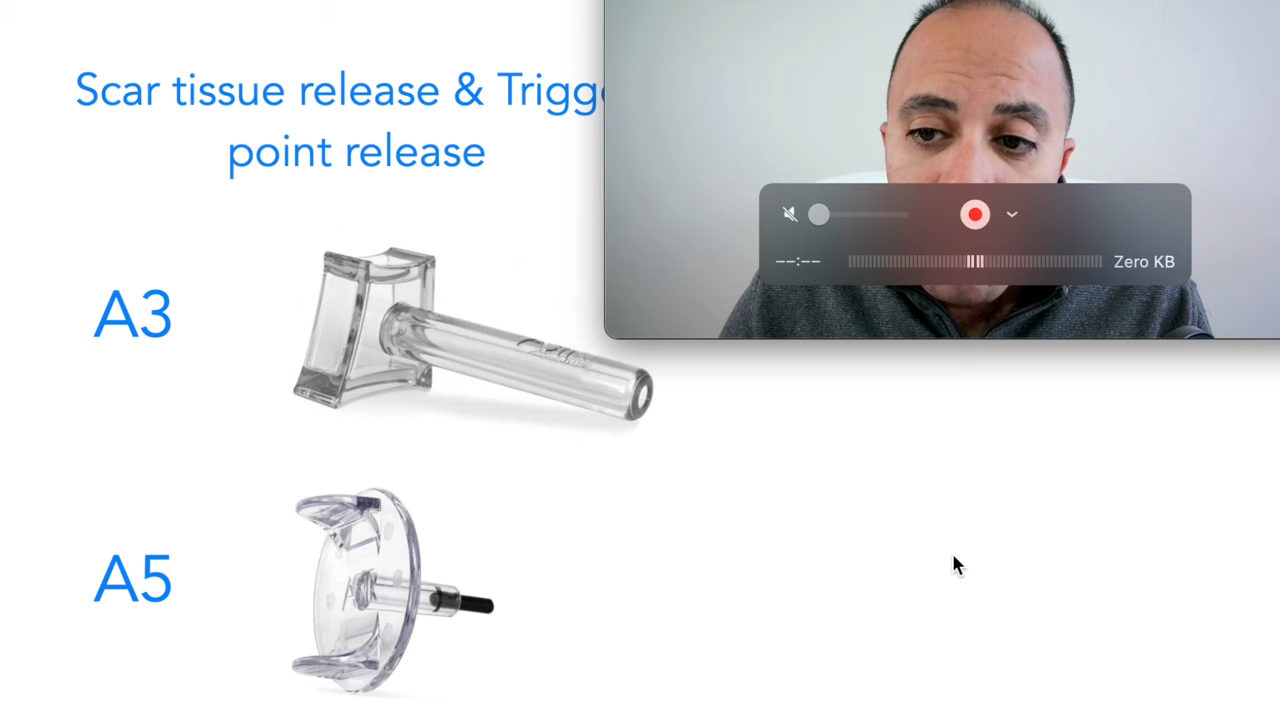 Scar tissue release & Trigg
point release
--:--
Zero KB
A3
A5